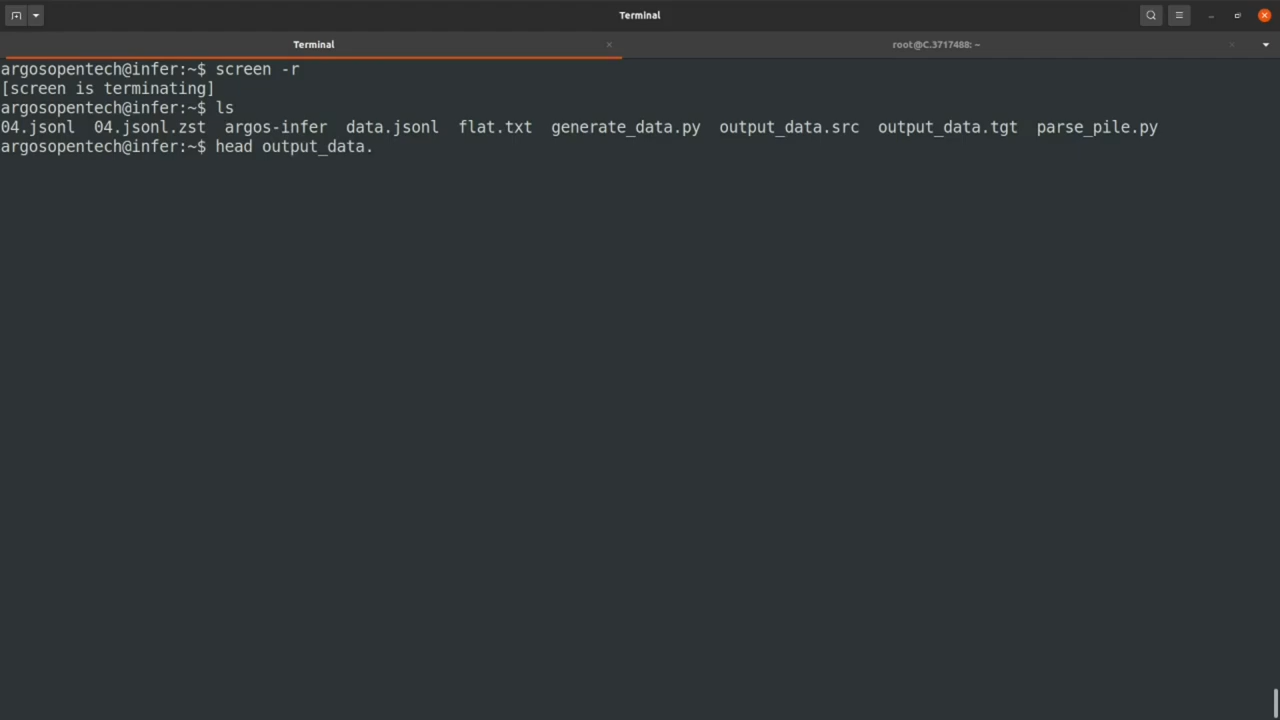 Terminal
Terminal
root@C.3717488: ~
argosopentech@infer:~$ screen -r
[screen is terminating]
argosopentech@infer:~$ ls
04.jsonl  04.jsonl.zst  argos-infer  data.jsonl  flat.txt  generate_data.py  output_data.src  output_data.tgt  parse_pile.py
argosopentech@infer:~$ head output_data.